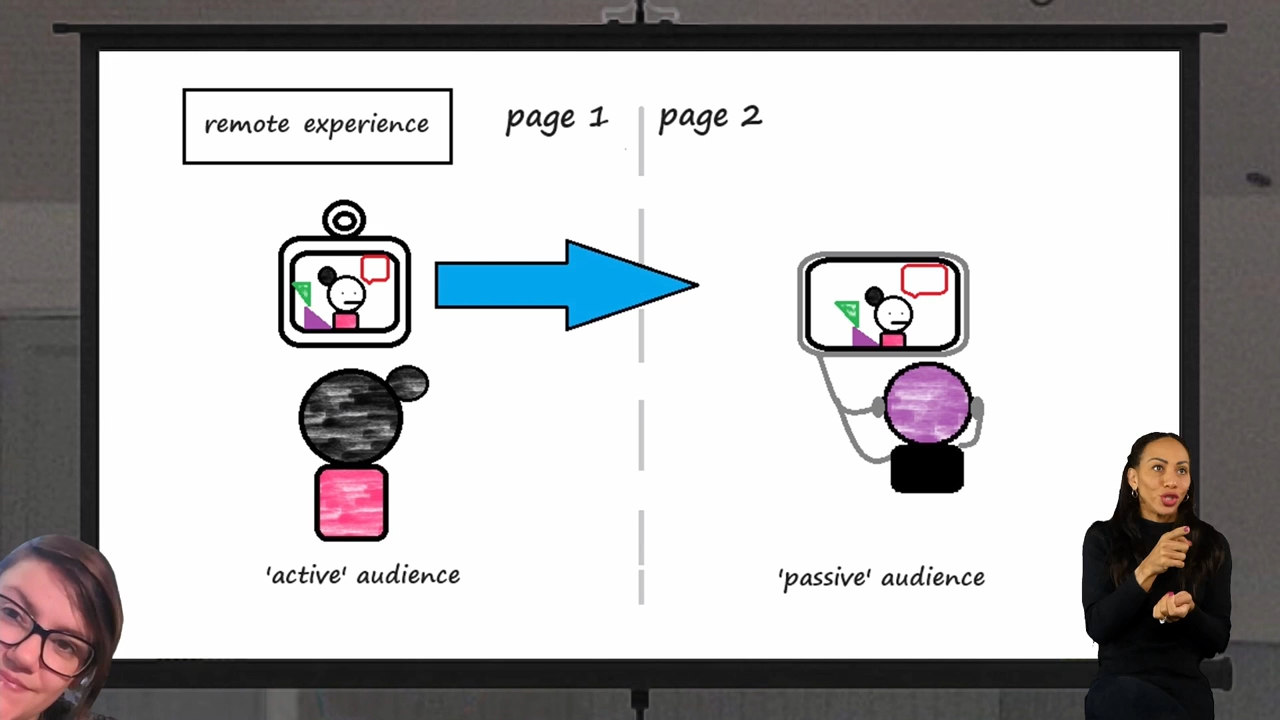 remote experience
page 1
page 2
'active' audience
'passive' audience